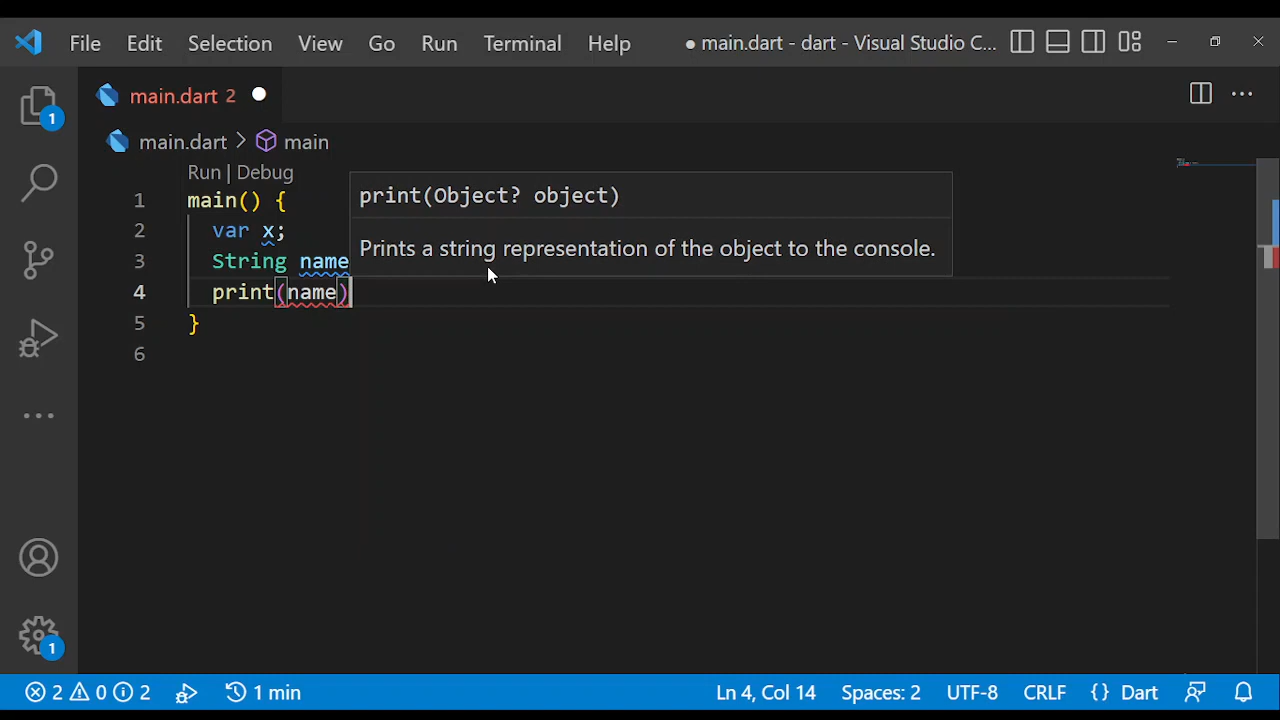 File Edit Selection View Go Run Terminal Help ● main.dart - dart - Visual Studio C...
main.dart 2
main.dart > main
Run | Debug
1 main() {
2 var x;
3 String name
4 print(name)
5 }
6
print(Object? object)
Prints a string representation of the object to the console.
1
1
2 0 2 1 min Ln 4, Col 14 Spaces: 2 UTF-8 CRLF {} Dart